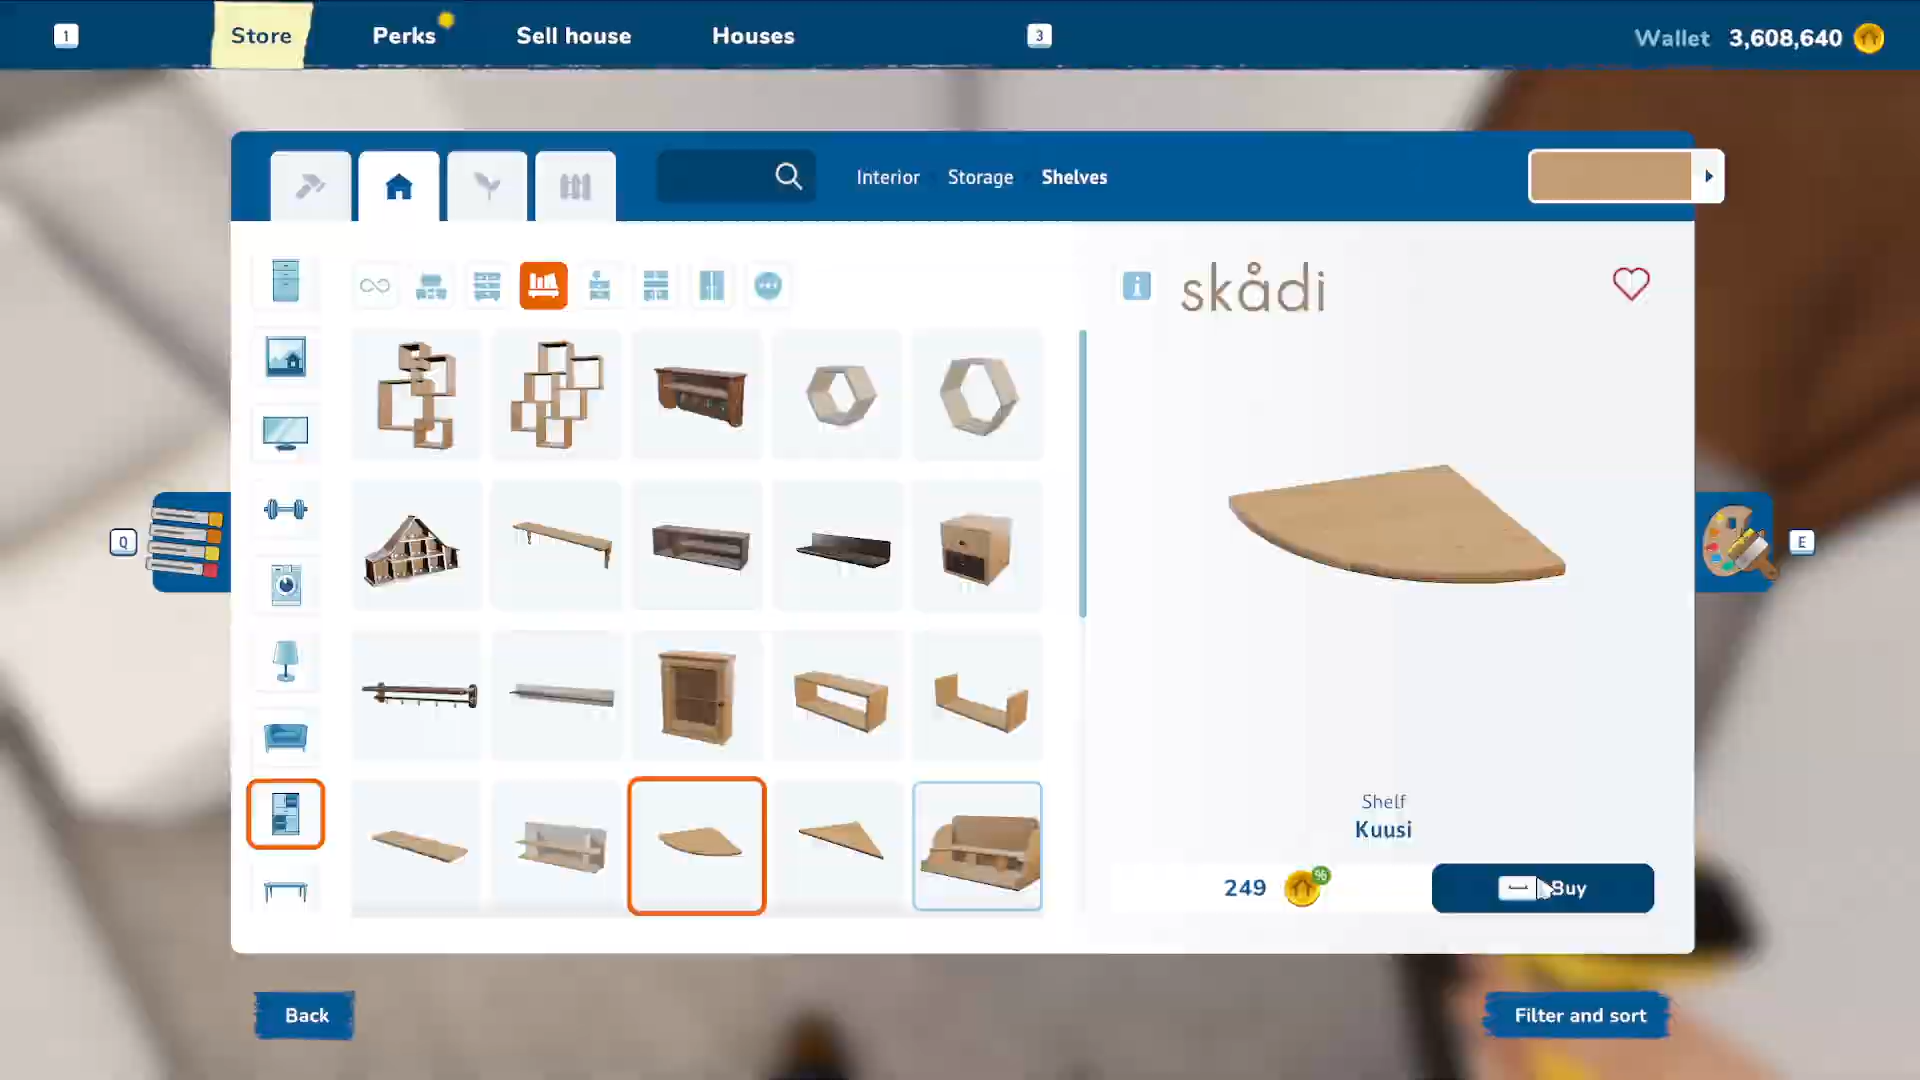 1
Store
Perks
Sell house
Houses
3
Wallet 3,608,640
Interior
Storage
Shelves
skådi
Q
E
Shelf
Kuusi
249
%
Buy
Back
Filter and sort